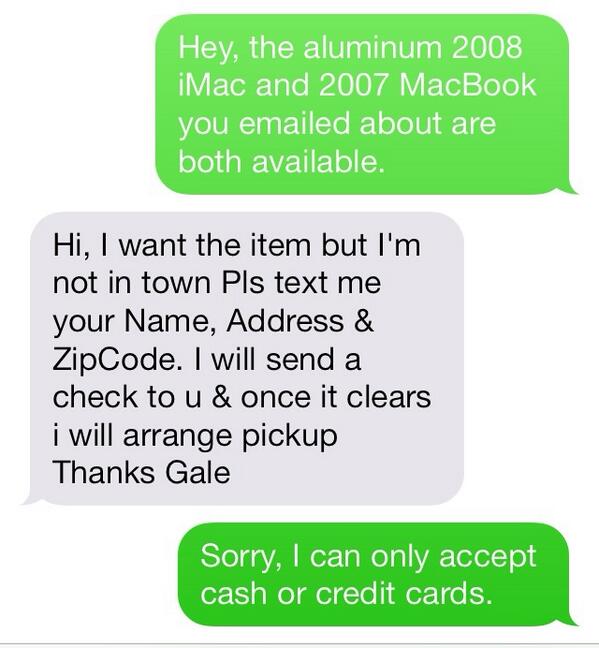 Hey, the aluminum 2008
iMac and 2007 MacBook
you emailed about are
both available.
Hi, I want the item but I'm
not in town Pls text me
your Name, Address &
ZipCode. I will send a
check to u & once it clears
i will arrange pickup
Thanks Gale
Sorry, I can only accept
cash or credit cards.